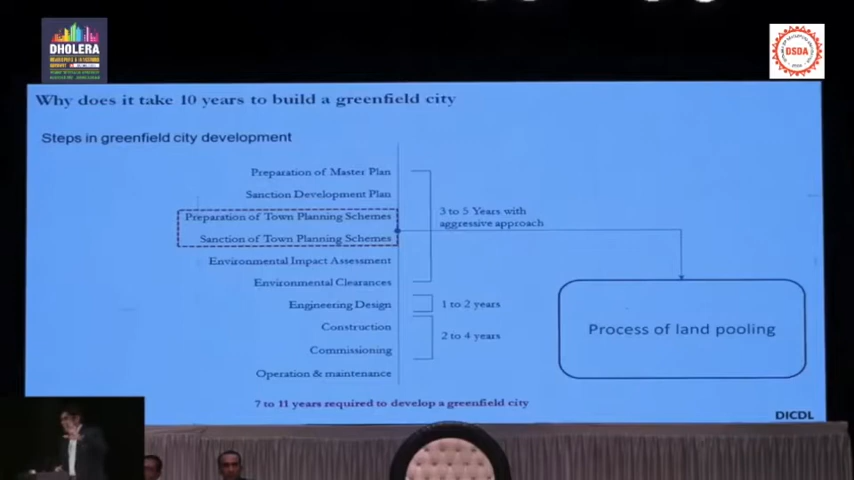 DHOLERA
DSDA
Why does it take 10 years to build a greenfield city
Steps in greenfield city development
Preparation of Master Plan
Sanction Development Plan
Preparation of Town Planning Schemes
Sanction of Town Planning Schemes
Environmental Impact Assessment
Environmental Clearances
Engineering Design
Construction
Commissioning
Operation & maintenance
3 to 5 Years with
aggressive approach
1 to 2 years
2 to 4 years
Process of land pooling
7 to 11 years required to develop a greenfield city
DICDL